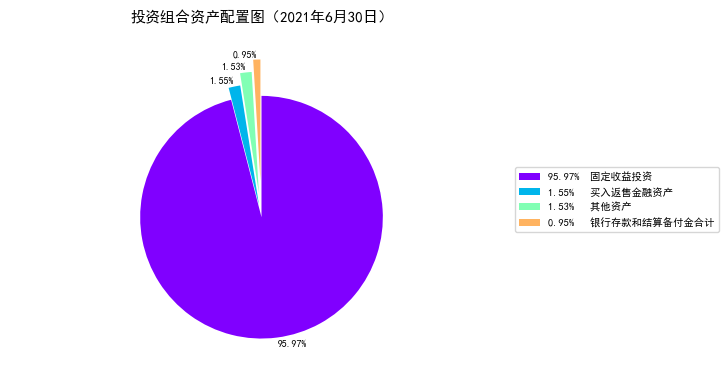 投资组合资产配置图（2021年6月30日）
0.95%
1.53%
1.55%
95.97% 固定收益投资
1.55% 买入返售金融资产
1.53% 其他资产
0.95% 银行存款和结算备付金合计
95.97%